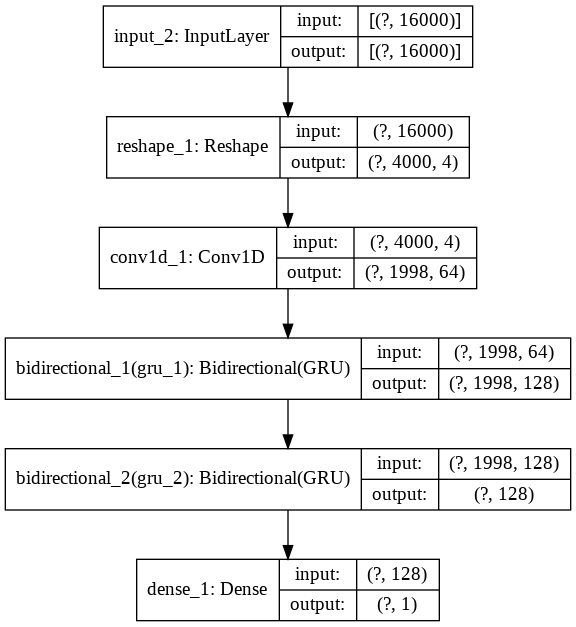 input_2: InputLayer
input: [(?, 16000)]
output: [(?, 16000)]
reshape_1: Reshape
input: (?, 16000)
output: (?, 4000, 4)
conv1d_1: Conv1D
input: (?, 4000, 4)
output: (?, 1998, 64)
bidirectional_1(gru_1): Bidirectional(GRU)
input: (?, 1998, 64)
output: (?, 1998, 128)
bidirectional_2(gru_2): Bidirectional(GRU)
input: (?, 1998, 128)
output: (?, 128)
dense_1: Dense
input: (?, 128)
output: (?, 1)